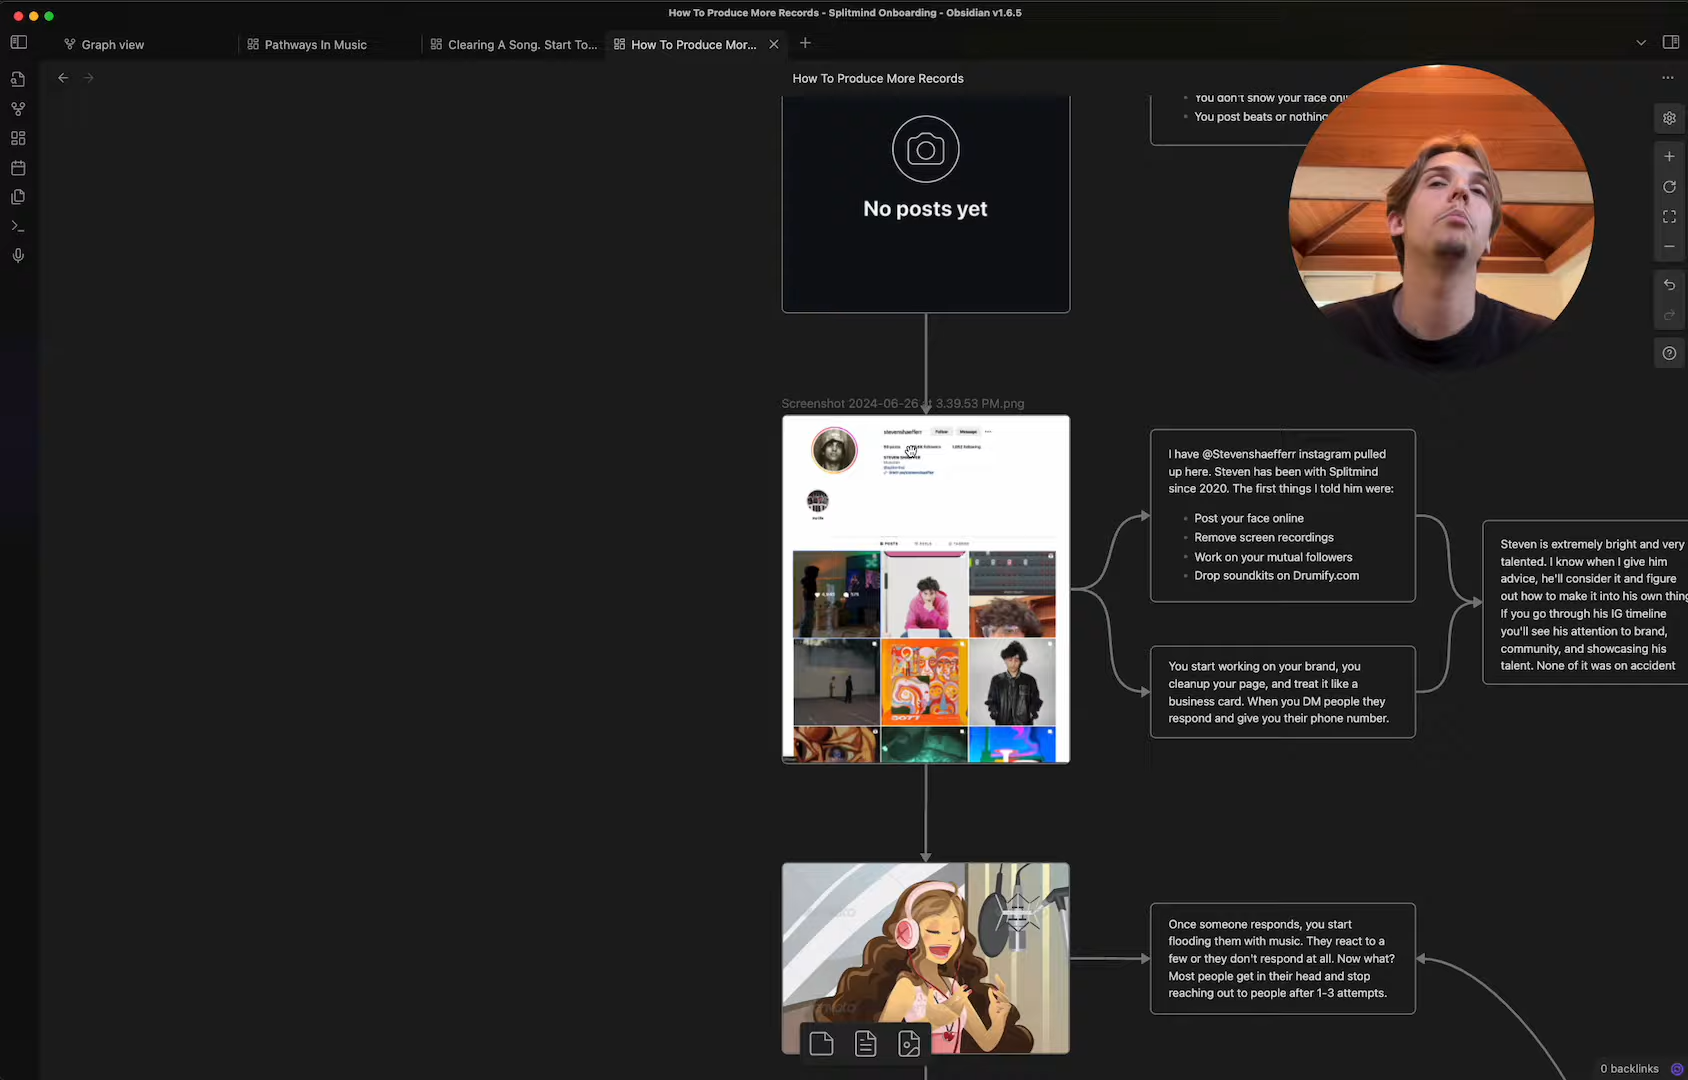 How To Produce More Records - Splitmind Onboarding - Obsidian v1.6.5
Graph view
Pathways In Music
Clearing A Song. Start To...
How To Produce Mor...
How To Produce More Records
You don't show your face onl
You post beats or nothing
No posts yet
Screenshot 2024-06-26 at 3.39.53 PM.png
stevenshaefferr
Follow
Message
I have @Stevenshaefferr instagram pulled
up here. Steven has been with Splitmind
since 2020. The first things I told him were:
Post your face online
Remove screen recordings
Work on your mutual followers
Drop soundkits on Drumify.com
Steven is extremely bright and very
talented. I know when I give him
advice, he'll consider it and figure
out how to make it into his own thing
If you go through his IG timeline
you'll see his attention to brand,
community, and showcasing his
talent. None of it was on accident
You start working on your brand, you
cleanup your page, and treat it like a
business card. When you DM people they
respond and give you their phone number.
Once someone responds, you start
flooding them with music. They react to a
few or they don't respond at all. Now what?
Most people get in their head and stop
reaching out to people after 1-3 attempts.
0 backlinks